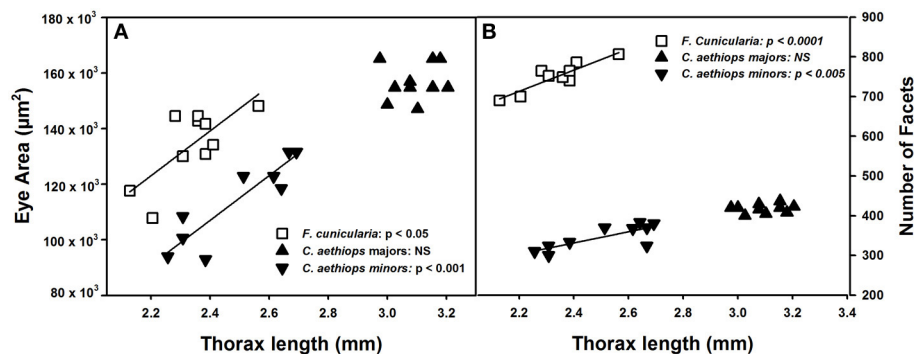 A
Eye Area (µm²)
180 x 10³
160 x 10³
140 x 10³
120 x 10³
100 x 10³
80 x 10³
F. cunicularia: p < 0.05
C. aethiops majors: NS
C. aethiops minors: p < 0.001
2.2 2.4 2.6 2.8 3.0 3.2
Thorax length (mm)
B
F. Cunicularia: p < 0.0001
C. aethiops majors: NS
C. aethiops minors: p < 0.005
900
800
700
600
500
400
300
200
Number of Facets
2.2 2.4 2.6 2.8 3.0 3.2 3.4
Thorax length (mm)